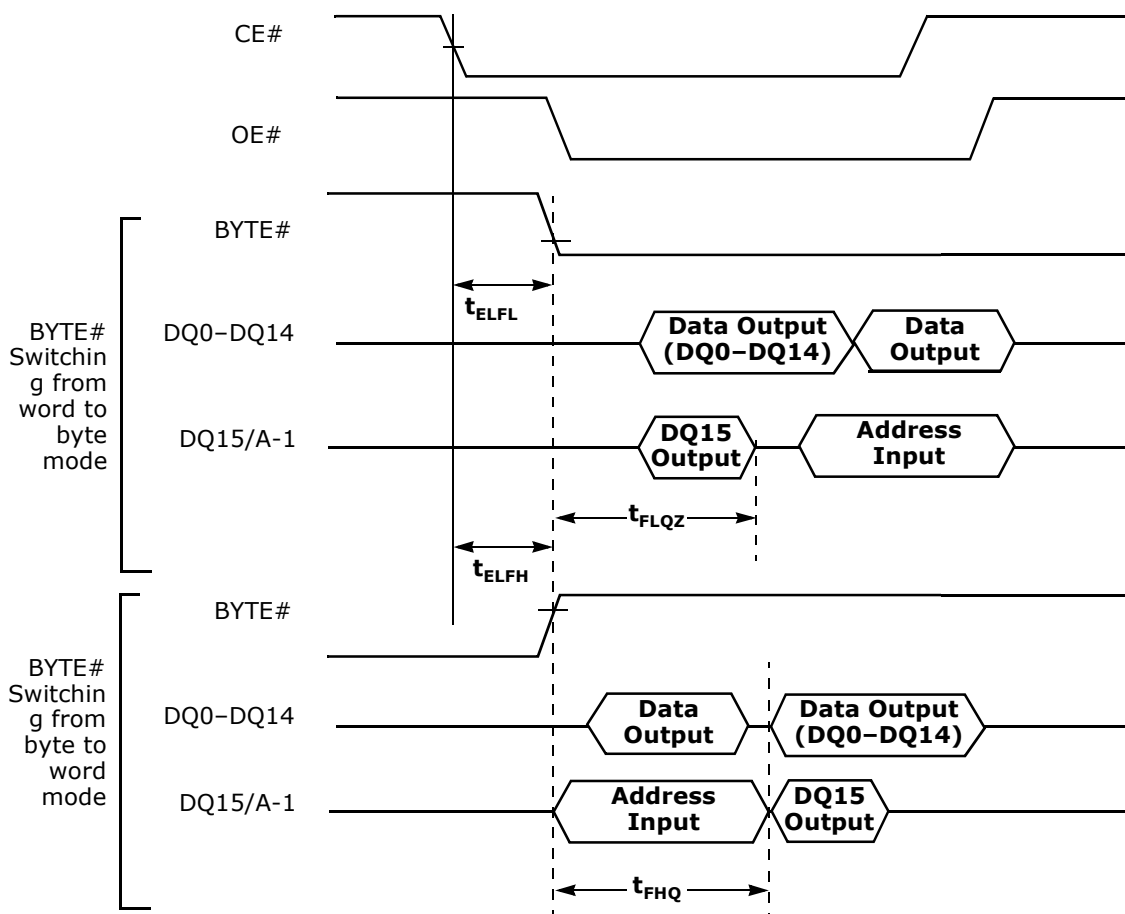 CE#
OE#
BYTE#
tELFL
BYTE#
Switchin
g from
word to
byte
mode
DQ0–DQ14
Data Output
(DQ0–DQ14)
Data
Output
DQ15/A-1
DQ15
Output
Address
Input
tFLQZ
tELFH
BYTE#
BYTE#
Switchin
g from
byte to
word
mode
DQ0–DQ14
Data
Output
Data Output
(DQ0–DQ14)
DQ15/A-1
Address
Input
DQ15
Output
tFHQ